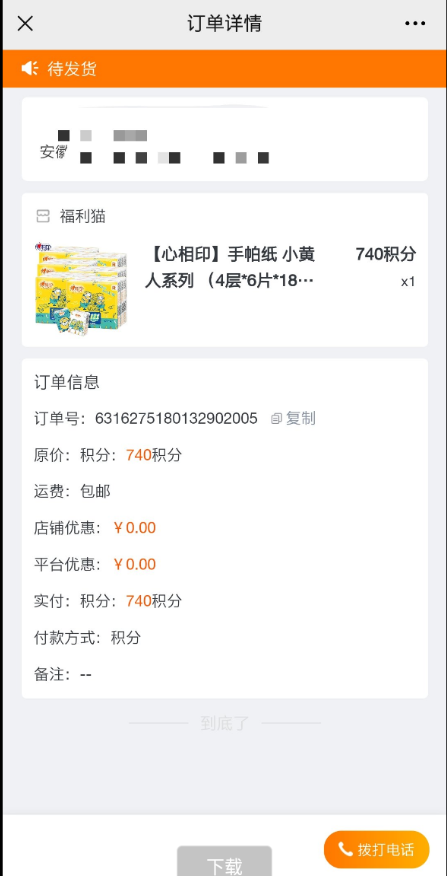 订单详情
待发货
安徽
福利猫
【心相印】手帕纸 小黄
人系列 （4层*6片*18…
740积分
x1
订单信息
订单号：6316275180132902005 复制
原价：积分：740积分
运费：包邮
店铺优惠：￥0.00
平台优惠：￥0.00
实付：积分：740积分
付款方式：积分
备注：--
到底了
拨打电话
下载